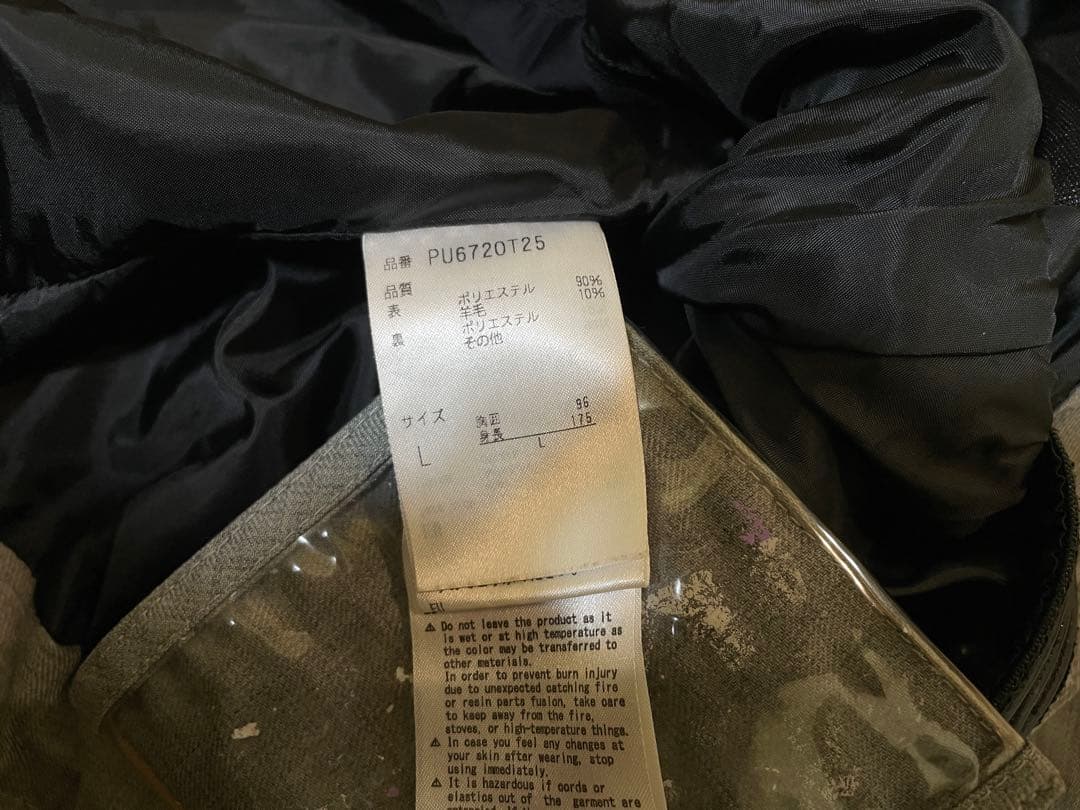 品番 PU6720T25
品質
表 ポリエステル 90%
羊毛 10%
裏 ポリエステル
その他
サイズ 胸囲 96
身長 175
L L
EN
⚠ Do not leave the product as it
is wet or at high temperature as
the color may be transferred to
other materials.
In order to prevent burn injury
due to unexpected catching fire
or resin parts fusion, take care
to keep away from the fire,
stoves, or high-temperature things.
⚠ In case you feel any changes at
your skin after wearing, stop
using immediately.
⚠ It is hazardous if cords or
elastics out of the garment are